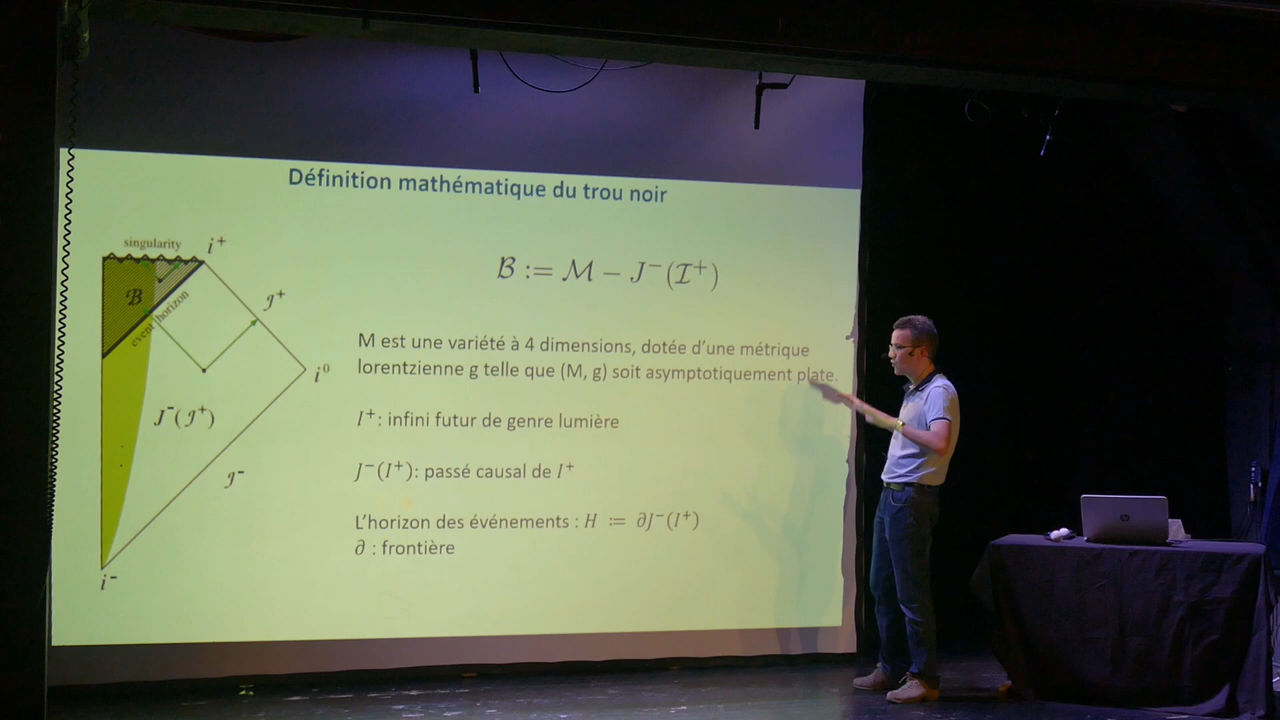 Définition mathématique du trou noir
singularity
i⁺
ℬ := ℳ − J⁻(ℐ⁺)
ℬ
event horizon
𝒥⁺
M est une variété à 4 dimensions, dotée d’une métrique
lorentzienne g telle que (M, g) soit asymptotiquement plate.
i⁰
J⁻(𝒥⁺)
I⁺: infini futur de genre lumière
𝒥⁻
J⁻(I⁺): passé causal de I⁺
L’horizon des événements : H := ∂J⁻(I⁺)
∂ : frontière
i⁻
hp